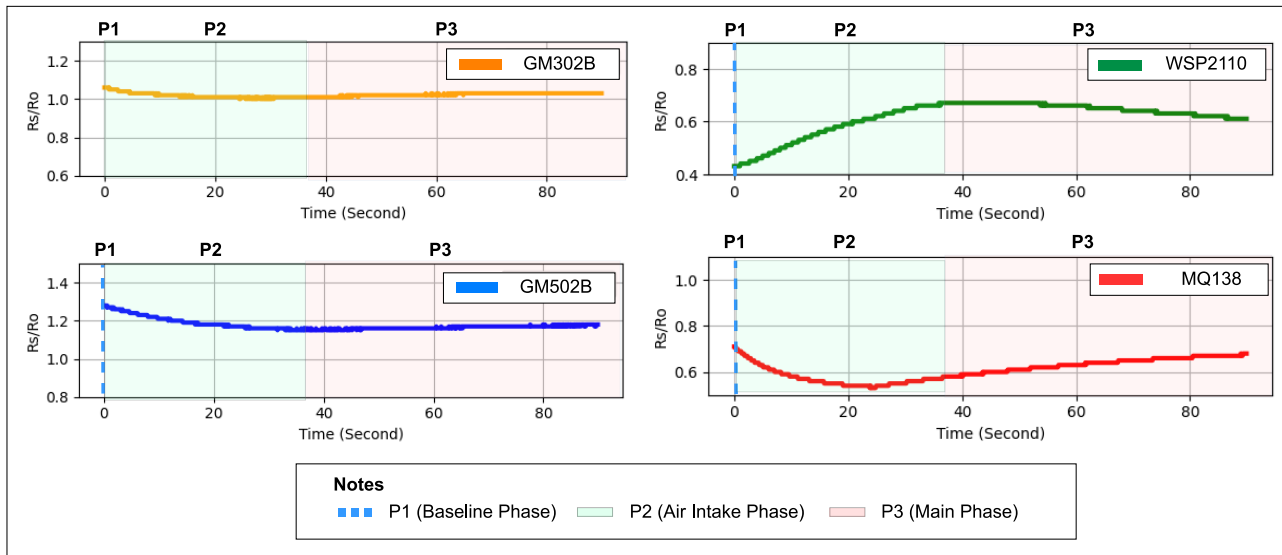 P1 P2 P3
GM302B
1.2
1.0
0.8
0.6
Rs/Ro
0 20 40 60 80
Time (Second)
P1 P2 P3
WSP2110
0.8
0.6
0.4
Rs/Ro
0 20 40 60 80
Time (Second)
P1 P2 P3
GM502B
1.4
1.2
1.0
0.8
Rs/Ro
0 20 40 60 80
Time (Second)
P1 P2 P3
MQ138
1.0
0.8
0.6
Rs/Ro
0 20 40 60 80
Time (Second)
Notes
P1 (Baseline Phase) P2 (Air Intake Phase) P3 (Main Phase)